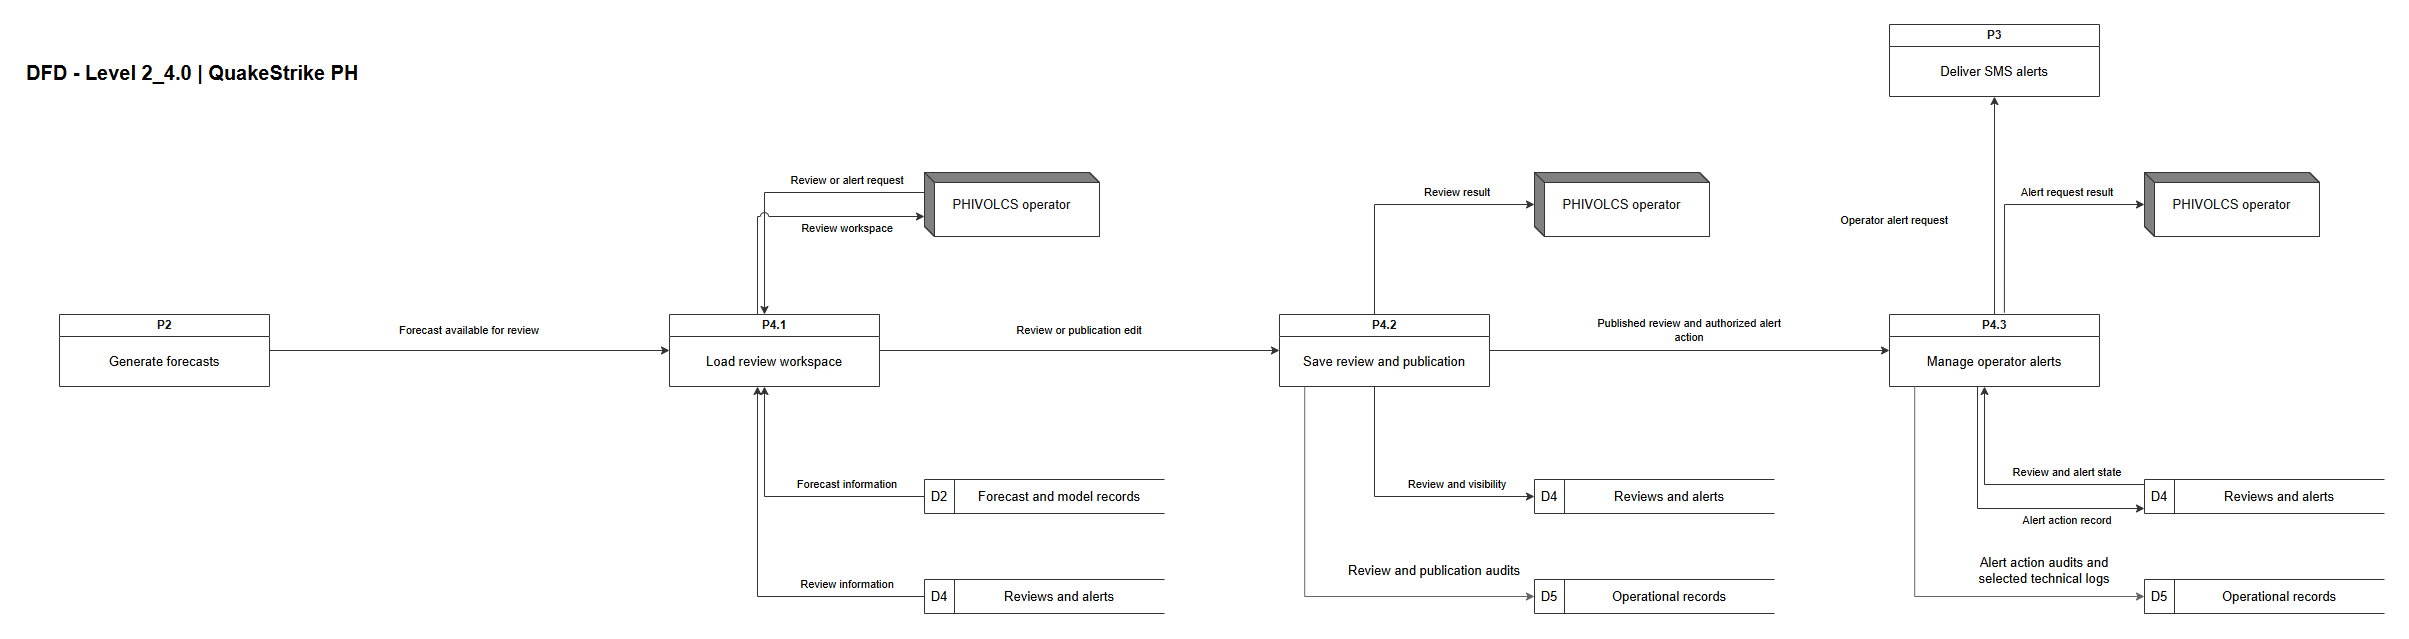 P3
Deliver SMS alerts
DFD - Level 2_4.0 | QuakeStrike PH
Review or alert request
PHIVOLCS operator
Review workspace
Review result
PHIVOLCS operator
Alert request result
PHIVOLCS operator
Operator alert request
P2
Generate forecasts
Forecast available for review
P4.1
Load review workspace
Review or publication edit
P4.2
Save review and publication
Published review and authorized alert
action
P4.3
Manage operator alerts
Forecast information
D2
Forecast and model records
Review and visibility
D4
Reviews and alerts
Review and alert state
D4
Reviews and alerts
Alert action record
Review information
D4
Reviews and alerts
Review and publication audits
D5
Operational records
Alert action audits and
selected technical logs
D5
Operational records